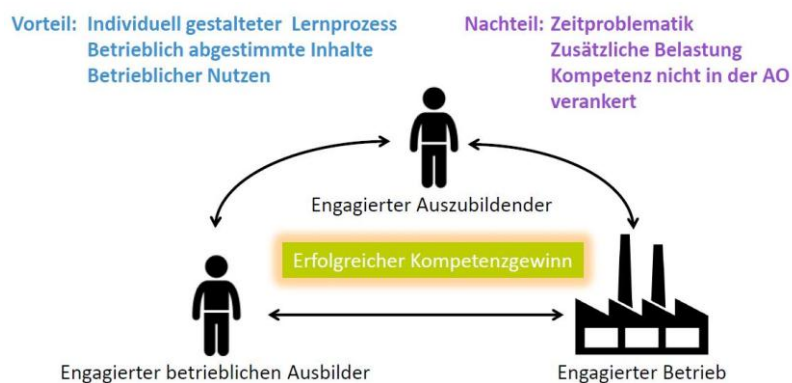 Vorteil: Individuell gestalteter Lernprozess
Betrieblich abgestimmte Inhalte
Betrieblicher Nutzen
Nachteil: Zeitproblematik
Zusätzliche Belastung
Kompetenz nicht in der AO
verankert
Engagierter Auszubildender
Erfolgreicher Kompetenzgewinn
Engagierter betrieblichen Ausbilder
Engagierter Betrieb